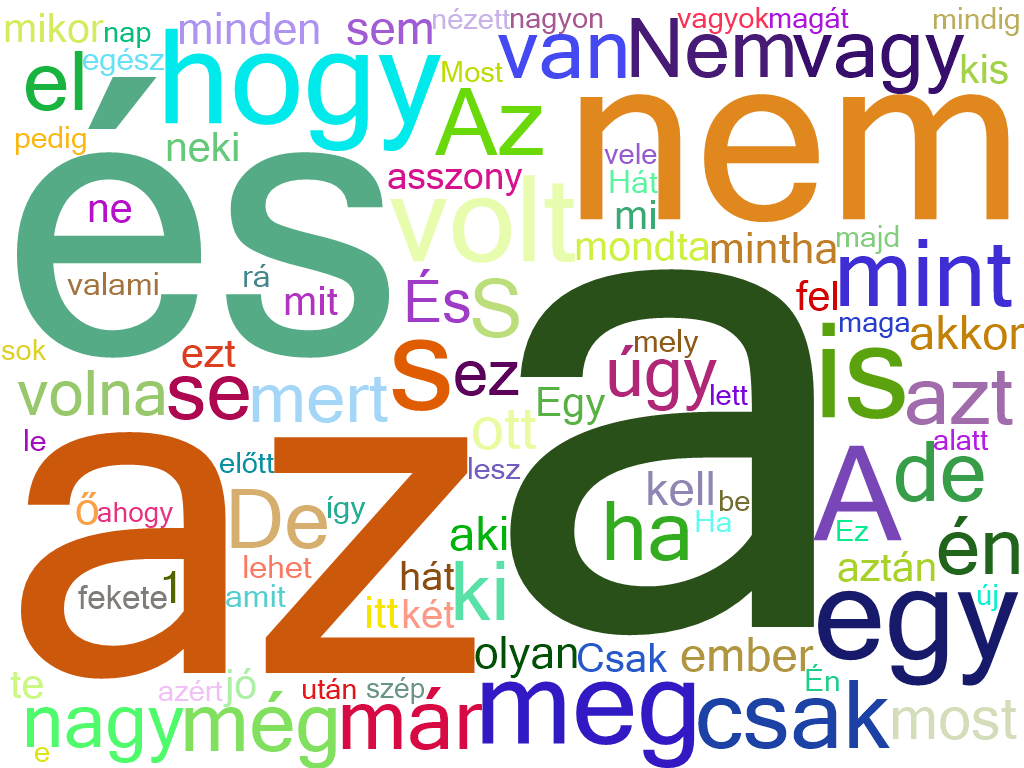 mikor nap minden sem nézett nagyon vagyok magát mindig
el egész hogy Most van Nem vagy kis
pedig neki Az nem
és asszony vele Hát
ne volt mi
mondta mintha majd
valami rá mit És S fel mint
maga akkor
sok ezt mely
volna se mert s ez úgy lett is azt
Egy
le ott a alatt
az előtt lesz A de
ő ahogy De így kell be Ha Ez
aki ha én
lehet aztán
fekete 1 amit hát ki
itt két egy új
olyan Csak ember
te azért jó után szép Én
nagy még már meg csak most
e